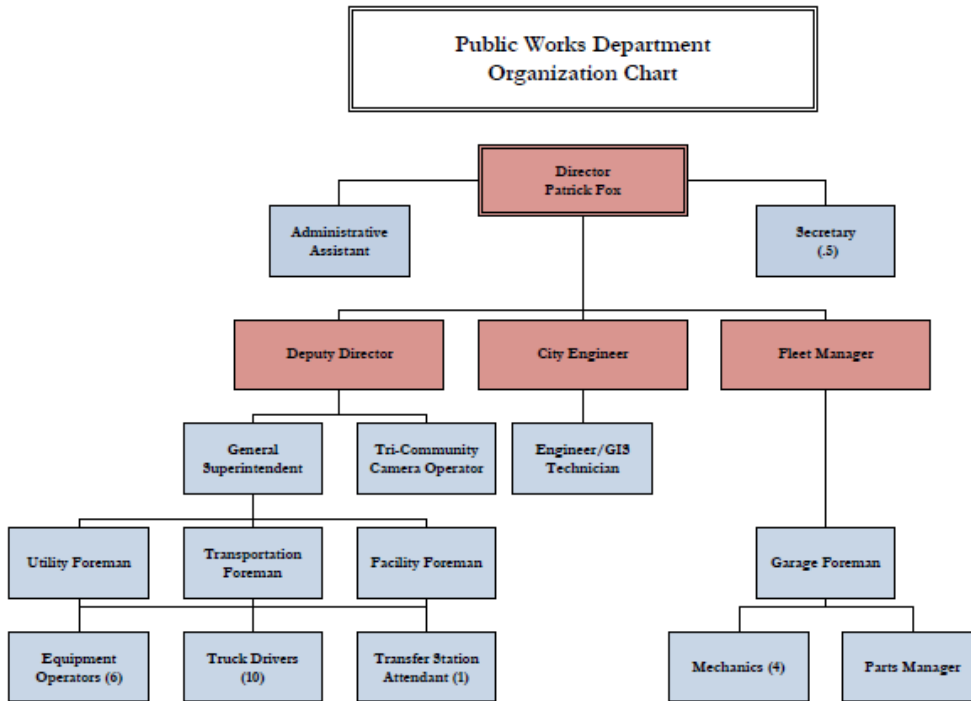 Public Works Department
Organization Chart
Director
Patrick Fox
Administrative
Assistant
Secretary
(.5)
Deputy Director
City Engineer
Fleet Manager
General
Superintendent
Tri-Community
Camera Operator
Engineer/GIS
Technician
Utility Foreman
Transportation
Foreman
Facility Foreman
Garage Foreman
Equipment
Operators (6)
Truck Drivers
(10)
Transfer Station
Attendant (1)
Mechanics (4)
Parts Manager